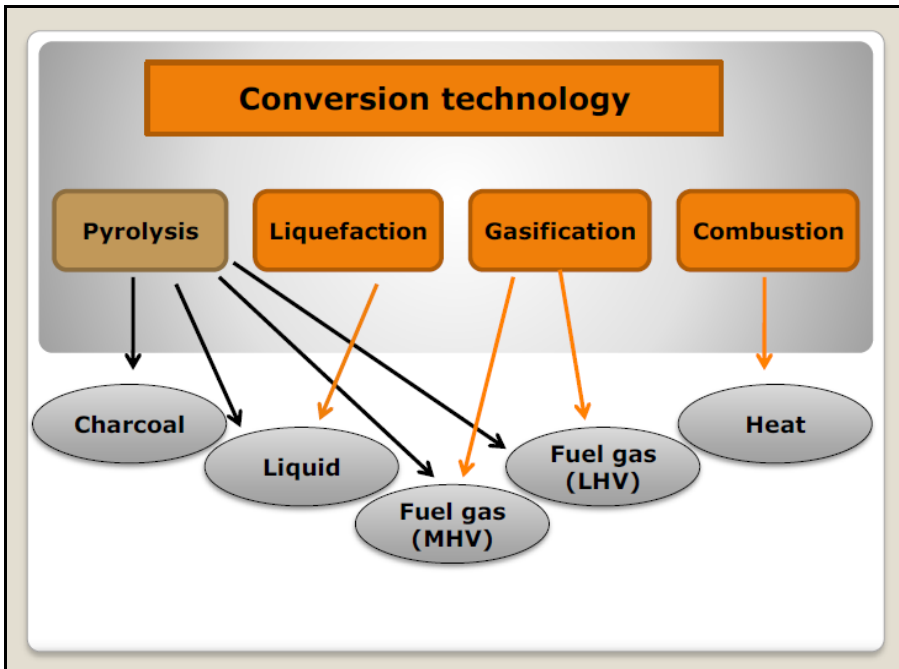 Conversion technology
Pyrolysis
Liquefaction
Gasification
Combustion
Charcoal
Liquid
Fuel gas
(MHV)
Fuel gas
(LHV)
Heat